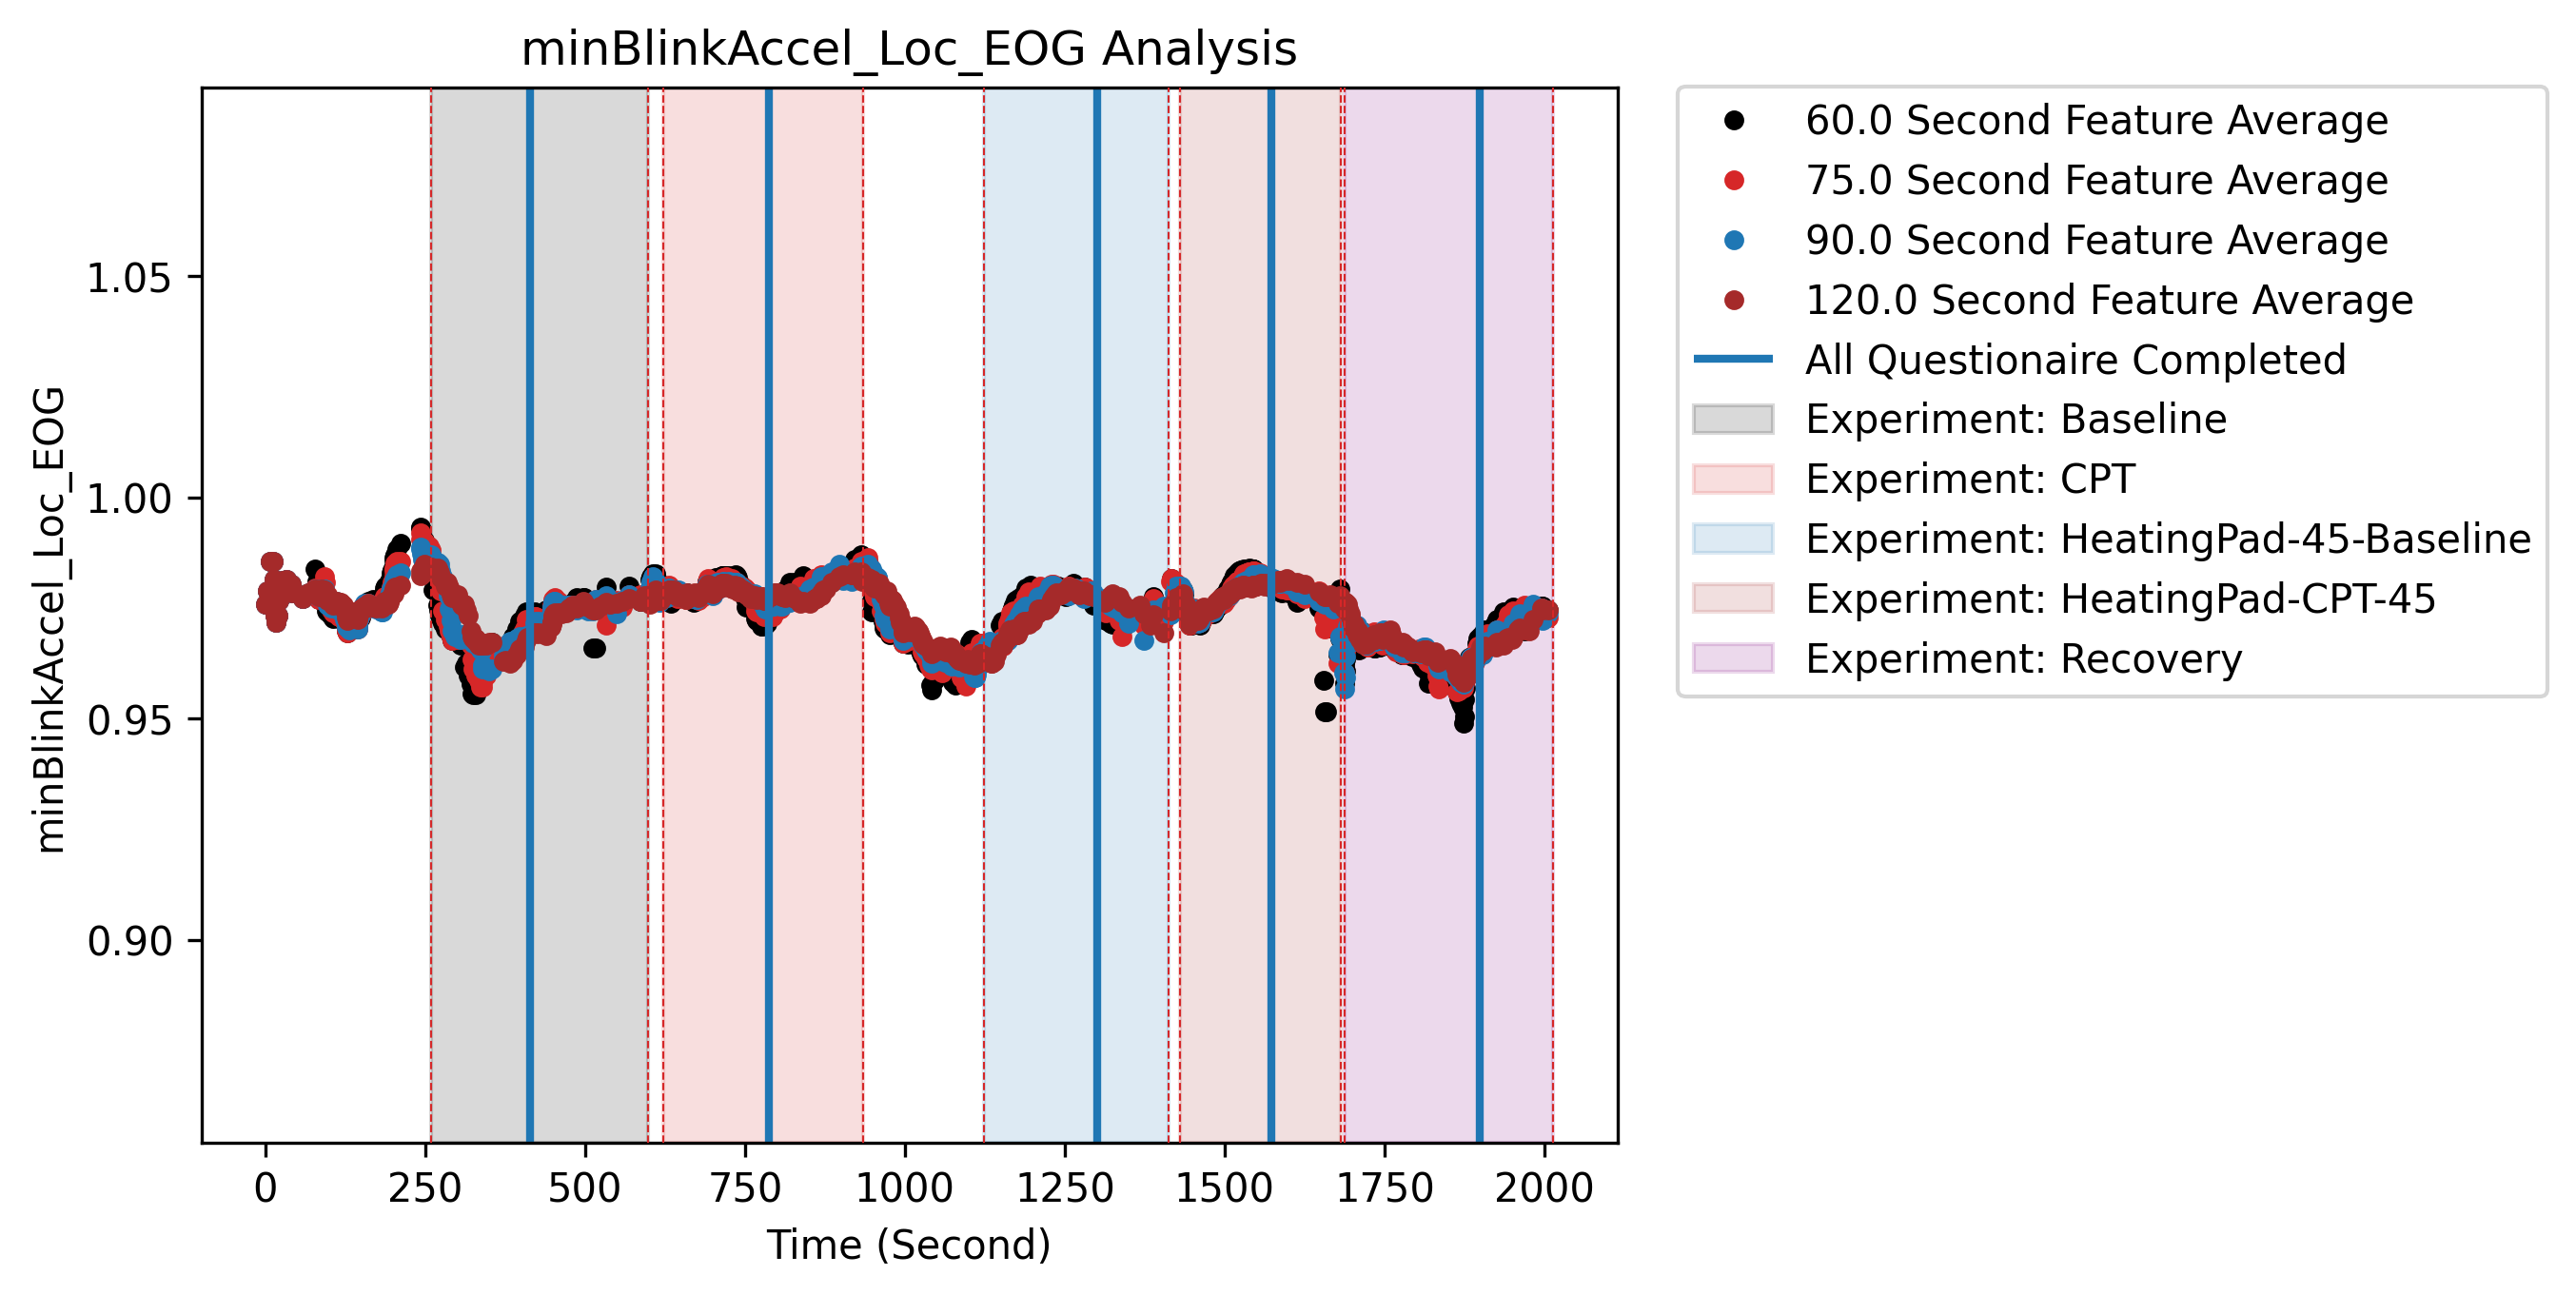 minBlinkAccel_Loc_EOG Analysis
minBlinkAccel_Loc_EOG
1.05
1.00
0.95
0.90
0 250 500 750 1000 1250 1500 1750 2000
Time (Second)
60.0 Second Feature Average
75.0 Second Feature Average
90.0 Second Feature Average
120.0 Second Feature Average
All Questionaire Completed
Experiment: Baseline
Experiment: CPT
Experiment: HeatingPad-45-Baseline
Experiment: HeatingPad-CPT-45
Experiment: Recovery